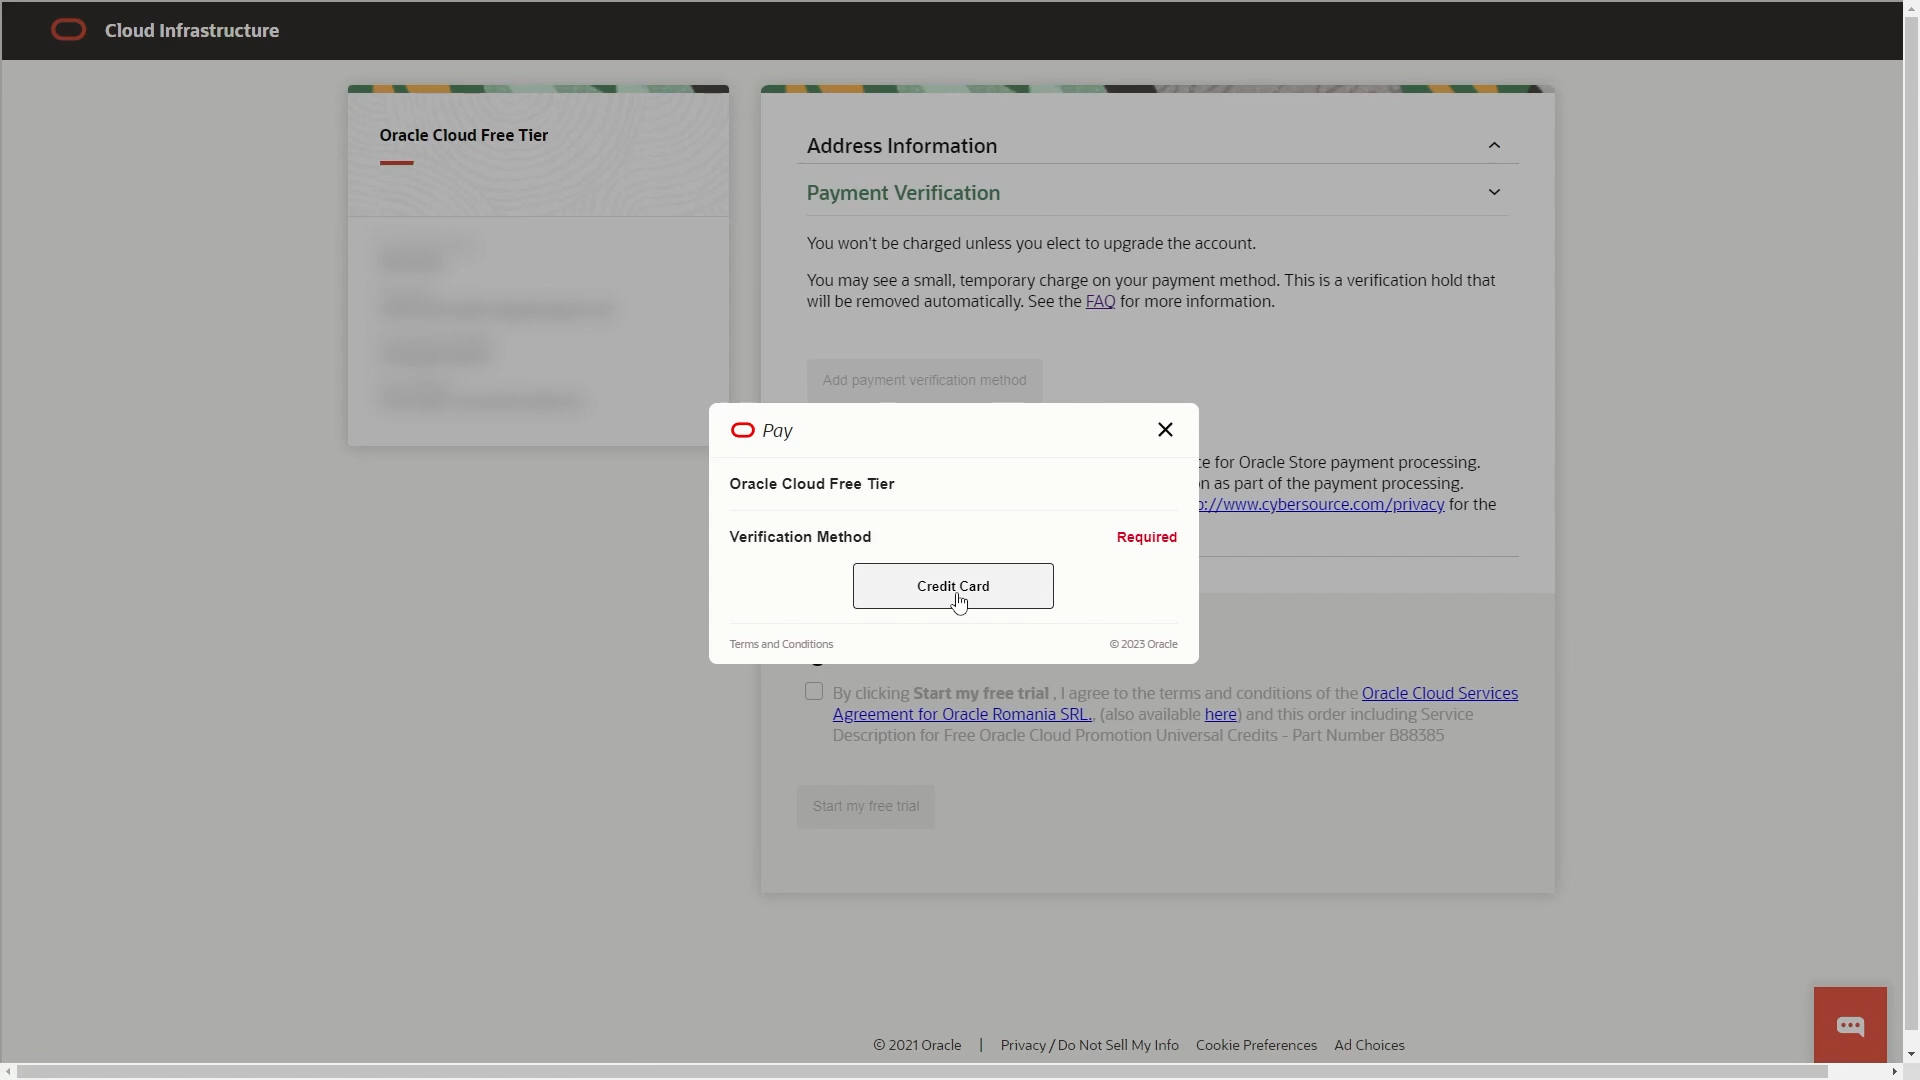 Cloud Infrastructure
Oracle Cloud Free Tier
Address Information
Payment Verification
You won't be charged unless you elect to upgrade the account.
You may see a small, temporary charge on your payment method. This is a verification hold that
will be removed automatically. See the FAQ for more information.
Add payment verification method
Pay
Oracle Cloud Free Tier
Verification Method
Required
Credit Card
Terms and Conditions
© 2023 Oracle
for Oracle Store payment processing.
as part of the payment processing.
://www.cybersource.com/privacy for the
By clicking Start my free trial , I agree to the terms and conditions of the Oracle Cloud Services
Agreement for Oracle Romania SRL., (also available here) and this order including Service
Description for Free Oracle Cloud Promotion Universal Credits - Part Number B88385
Start my free trial
© 2021 Oracle | Privacy / Do Not Sell My Info Cookie Preferences Ad Choices